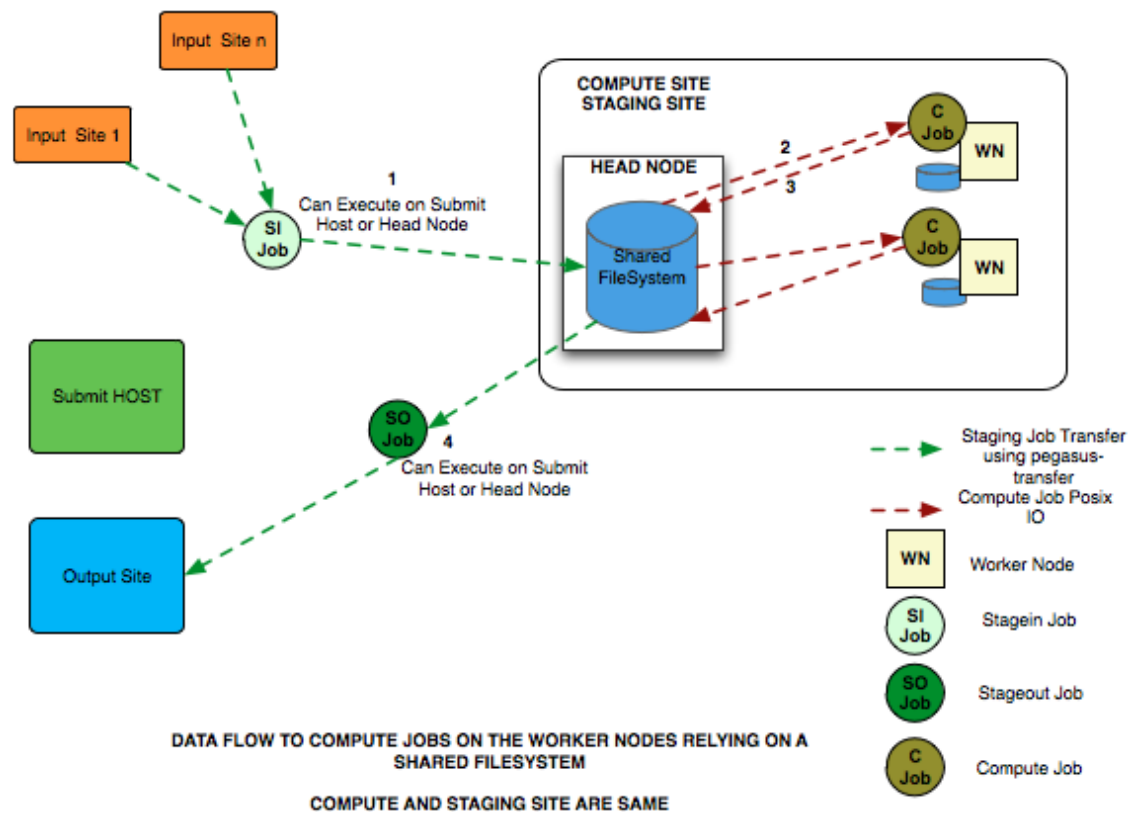 Input  Site n
Input  Site 1
COMPUTE SITE
STAGING SITE
HEAD NODE
Shared
FileSystem
C
Job
WN
2
3
C
Job
WN
1
Can Execute on Submit
Host or Head Node
SI
Job
Submit HOST
SO
Job
4
Can Execute on Submit
Host or Head Node
Output Site
Staging Job Transfer
using pegasus-
transfer
Compute Job Posix
IO
WN
Worker Node
SI
Job
Stagein Job
SO
Job
Stageout Job
C
Job
Compute Job
DATA FLOW TO COMPUTE JOBS ON THE WORKER NODES RELYING ON A
SHARED FILESYSTEM
COMPUTE AND STAGING SITE ARE SAME